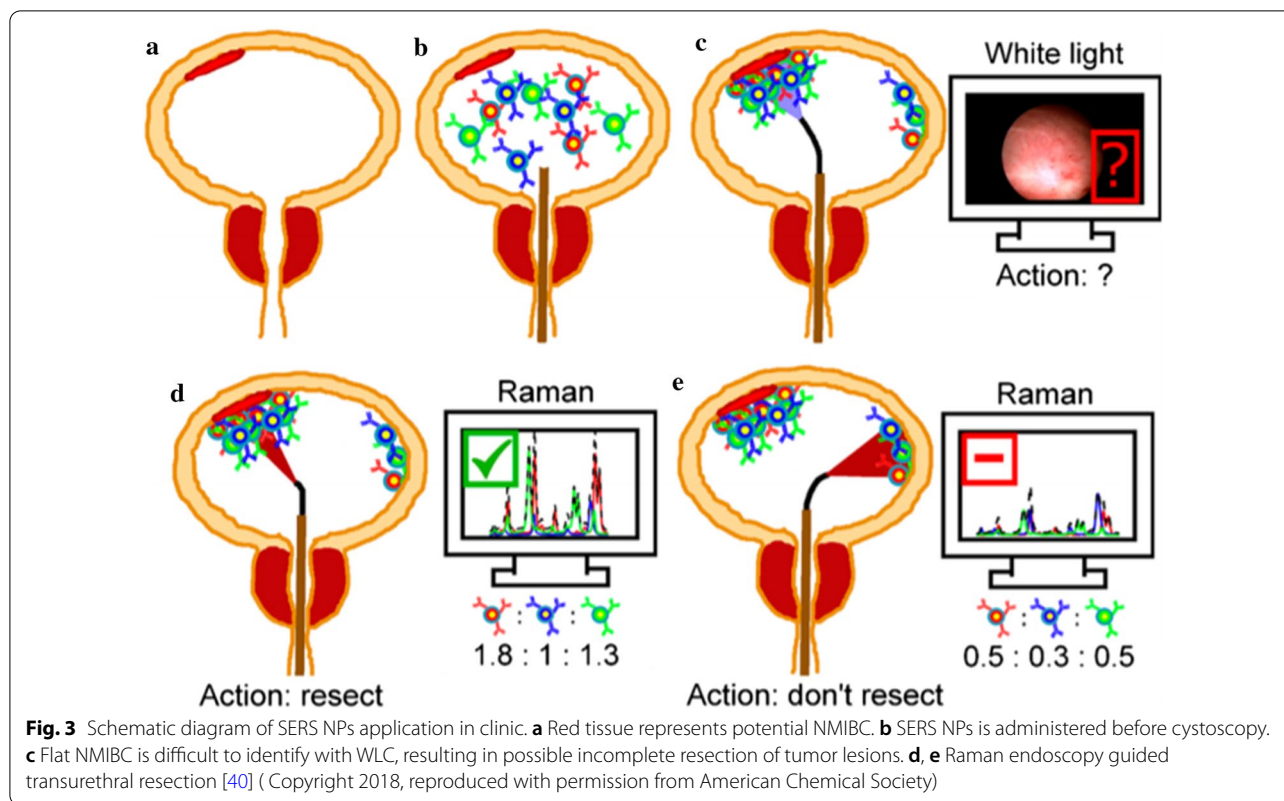 a
b
c
White light
?
Action: ?
d
Raman
1.8 : 1 : 1.3
Action: resect
e
Raman
0.5 : 0.3 : 0.5
Action: don't resect
Fig. 3 Schematic diagram of SERS NPs application in clinic. a Red tissue represents potential NMIBC. b SERS NPs is administered before cystoscopy.
c Flat NMIBC is difficult to identify with WLC, resulting in possible incomplete resection of tumor lesions. d, e Raman endoscopy guided
transurethral resection [40] ( Copyright 2018, reproduced with permission from American Chemical Society)